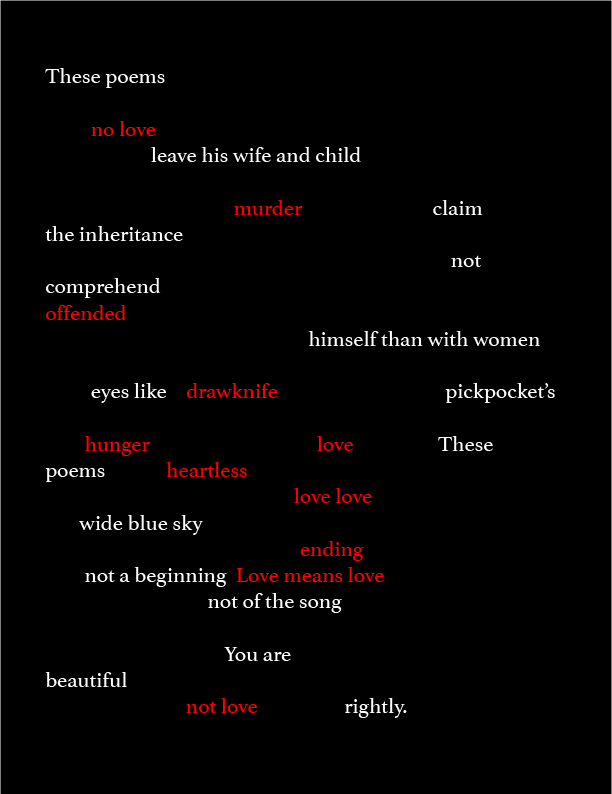 These poems
no love
leave his wife and child
murder claim
the inheritance
not
comprehend
offended
himself than with women
eyes like drawknife pickpocket's
hunger love These
poems heartless
love love
wide blue sky
ending
not a beginning Love means love
not of the song
You are
beautiful
not love rightly.